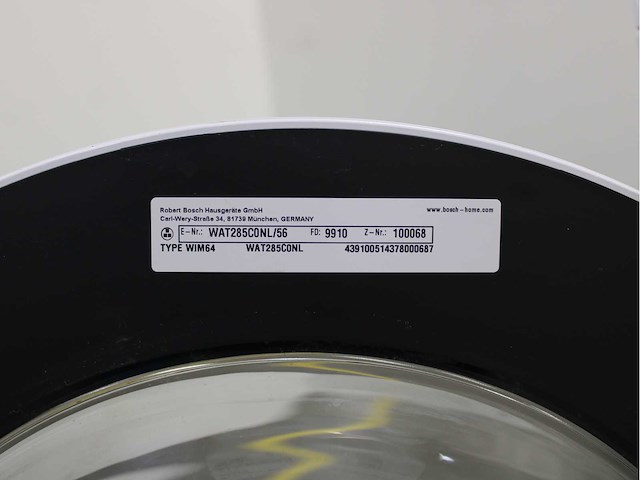 Robert Bosch Hausgeräte GmbH www.bosch-home.com
Carl-Wery-Straße 34, 81739 München, GERMANY
E-Nr.: WAT285C0NL/56 FD: 9910 Z-Nr.: 100068
TYPE WIM64 WAT285C0NL 439100514378000687